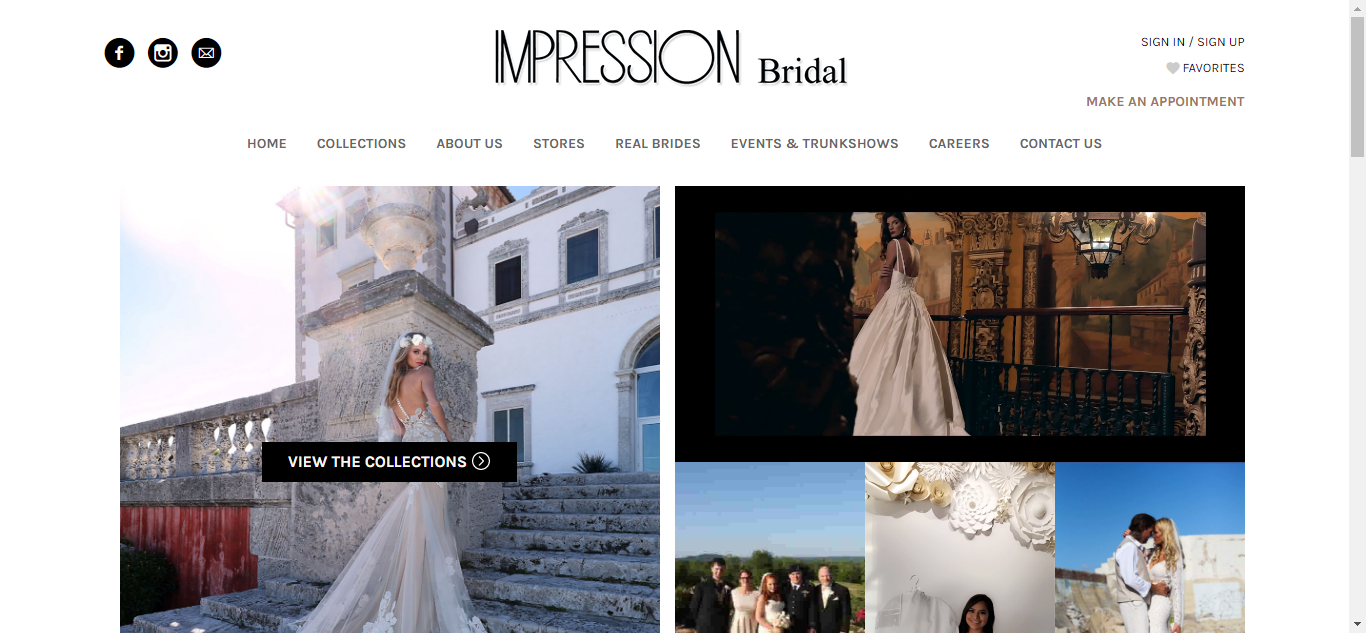 IMPRESSION Bridal
SIGN IN / SIGN UP
FAVORITES
MAKE AN APPOINTMENT
HOME COLLECTIONS ABOUT US STORES REAL BRIDES EVENTS & TRUNKSHOWS CAREERS CONTACT US
VIEW THE COLLECTIONS